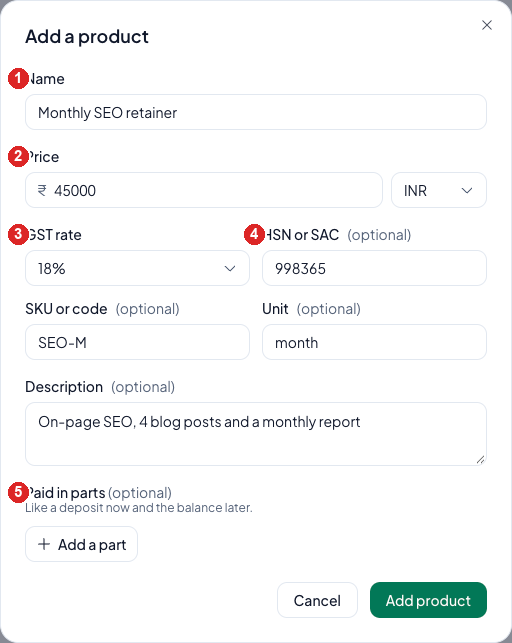 Add a product
1 Name
Monthly SEO retainer
2 Price
₹ 45000 INR
3 GST rate 4 HSN or SAC (optional)
18% 998365
SKU or code (optional) Unit (optional)
SEO-M month
Description (optional)
On-page SEO, 4 blog posts and a monthly report
5 Paid in parts (optional)
Like a deposit now and the balance later.
+ Add a part
Cancel Add product